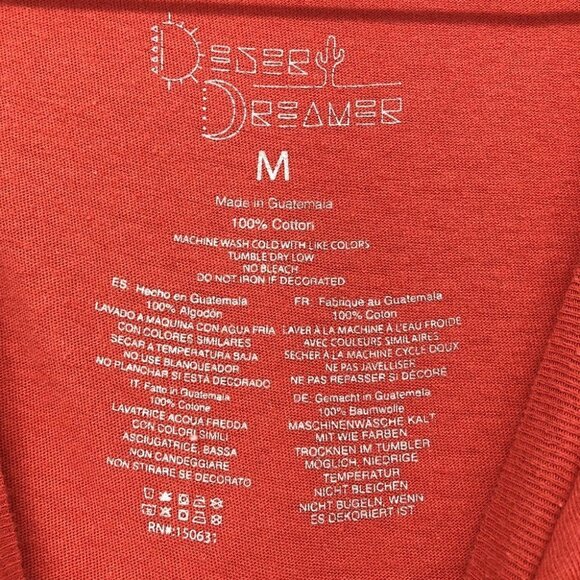 DESERT
DREAMER
M
Made in Guatemala
100% Cotton
MACHINE WASH COLD WITH LIKE COLORS
TUMBLE DRY LOW
NO BLEACH
DO NOT IRON IF DECORATED
ES: Hecho en Guatemala
100% Algodón
LAVADO A MAQUINA CON AGUA FRIA
CON COLORES SIMILARES
SECAR A TEMPERATURA BAJA
NO USE BLANQUEADOR
NO PLANCHAR SI ESTÁ DECORADO
IT: Fatto in Guatemala
100% Cotone
LAVATRICE ACQUA FREDDA
CON COLORI SIMILI
ASCIUGATRICE, BASSA
NON CANDEGGIARE
NON STIRARE SE DECORATO
RN#:150631
FR: Fabriqué au Guatemala
100% Coton
LAVER À LA MACHINE À L'EAU FROIDE
AVEC COULEURS SIMILAIRES
SÉCHER À LA MACHINE CYCLE DOUX
NE PAS JAVELLISER
NE PAS REPASSER SI DÉCORÉ
DE: Gemacht in Guatemala
100% Baumwolle
MASCHINENWÄSCHE KALT
MIT WIE FARBEN
TROCKNEN IM TUMBLER
MÖGLICH, NIEDRIGE
TEMPERATUR
NICHT BLEICHEN
NICHT BÜGELN, WENN
ES DEKORIERT IST